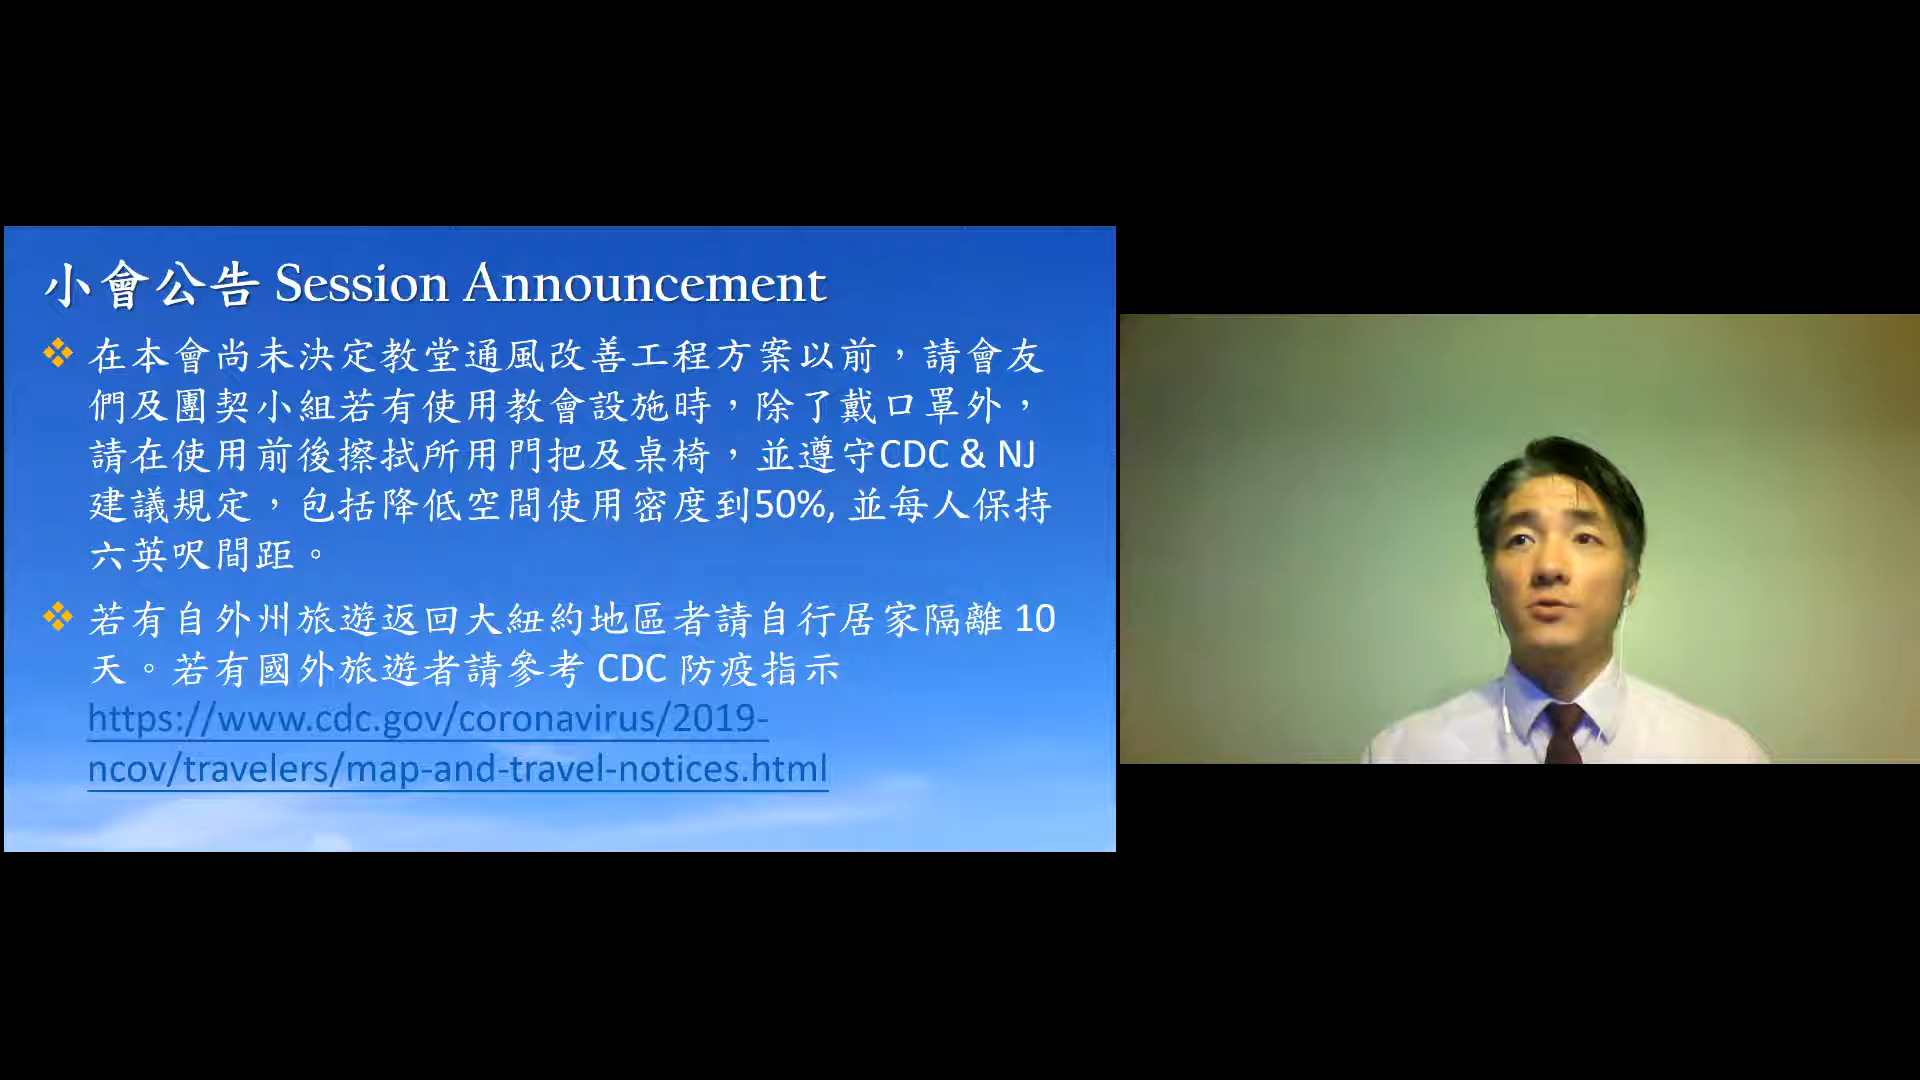 小會公告 Session Announcement
在本會尚未決定教堂通風改善工程方案以前，請會友
們及團契小組若有使用教會設施時，除了戴口罩外，
請在使用前後擦拭所用門把及桌椅，並遵守CDC & NJ
建議規定，包括降低空間使用密度到50%, 並每人保持
六英呎間距。
若有自外州旅遊返回大紐約地區者請自行居家隔離 10
天。若有國外旅遊者請參考 CDC 防疫指示
https://www.cdc.gov/coronavirus/2019-
ncov/travelers/map-and-travel-notices.html